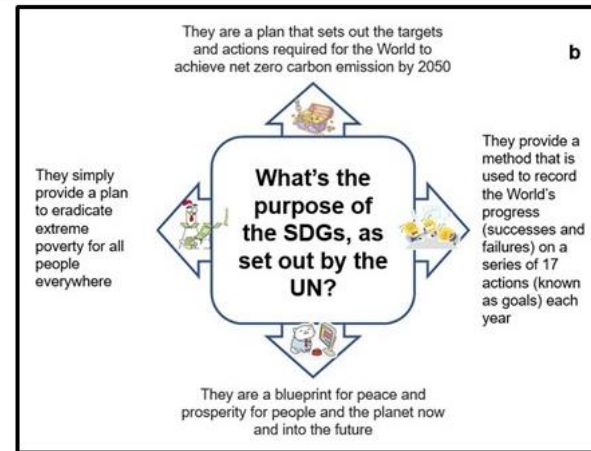 They are a plan that sets out the targets
and actions required for the World to
achieve net zero carbon emission by 2050
b
They simply
provide a plan
to eradicate
extreme
poverty for all
people
everywhere
What's the
purpose of
the SDGs, as
set out by the
UN?
They provide a
method that is
used to record
the World's
progress
(successes and
failures) on a
series of 17
actions (known
as goals) each
year
They are a blueprint for peace and
prosperity for people and the planet now
and into the future